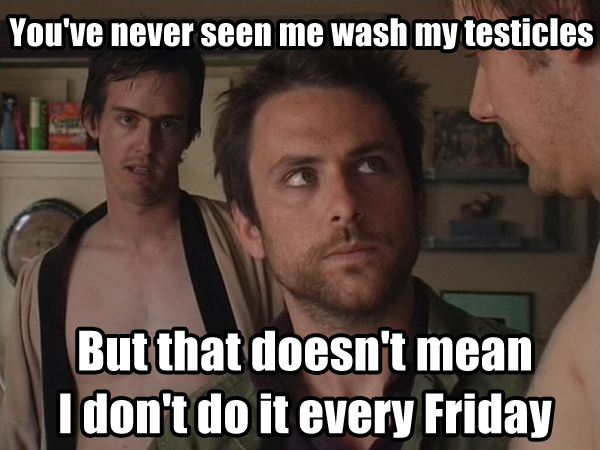 You've never seen me wash my testicles
But that doesn't mean
I don't do it every Friday